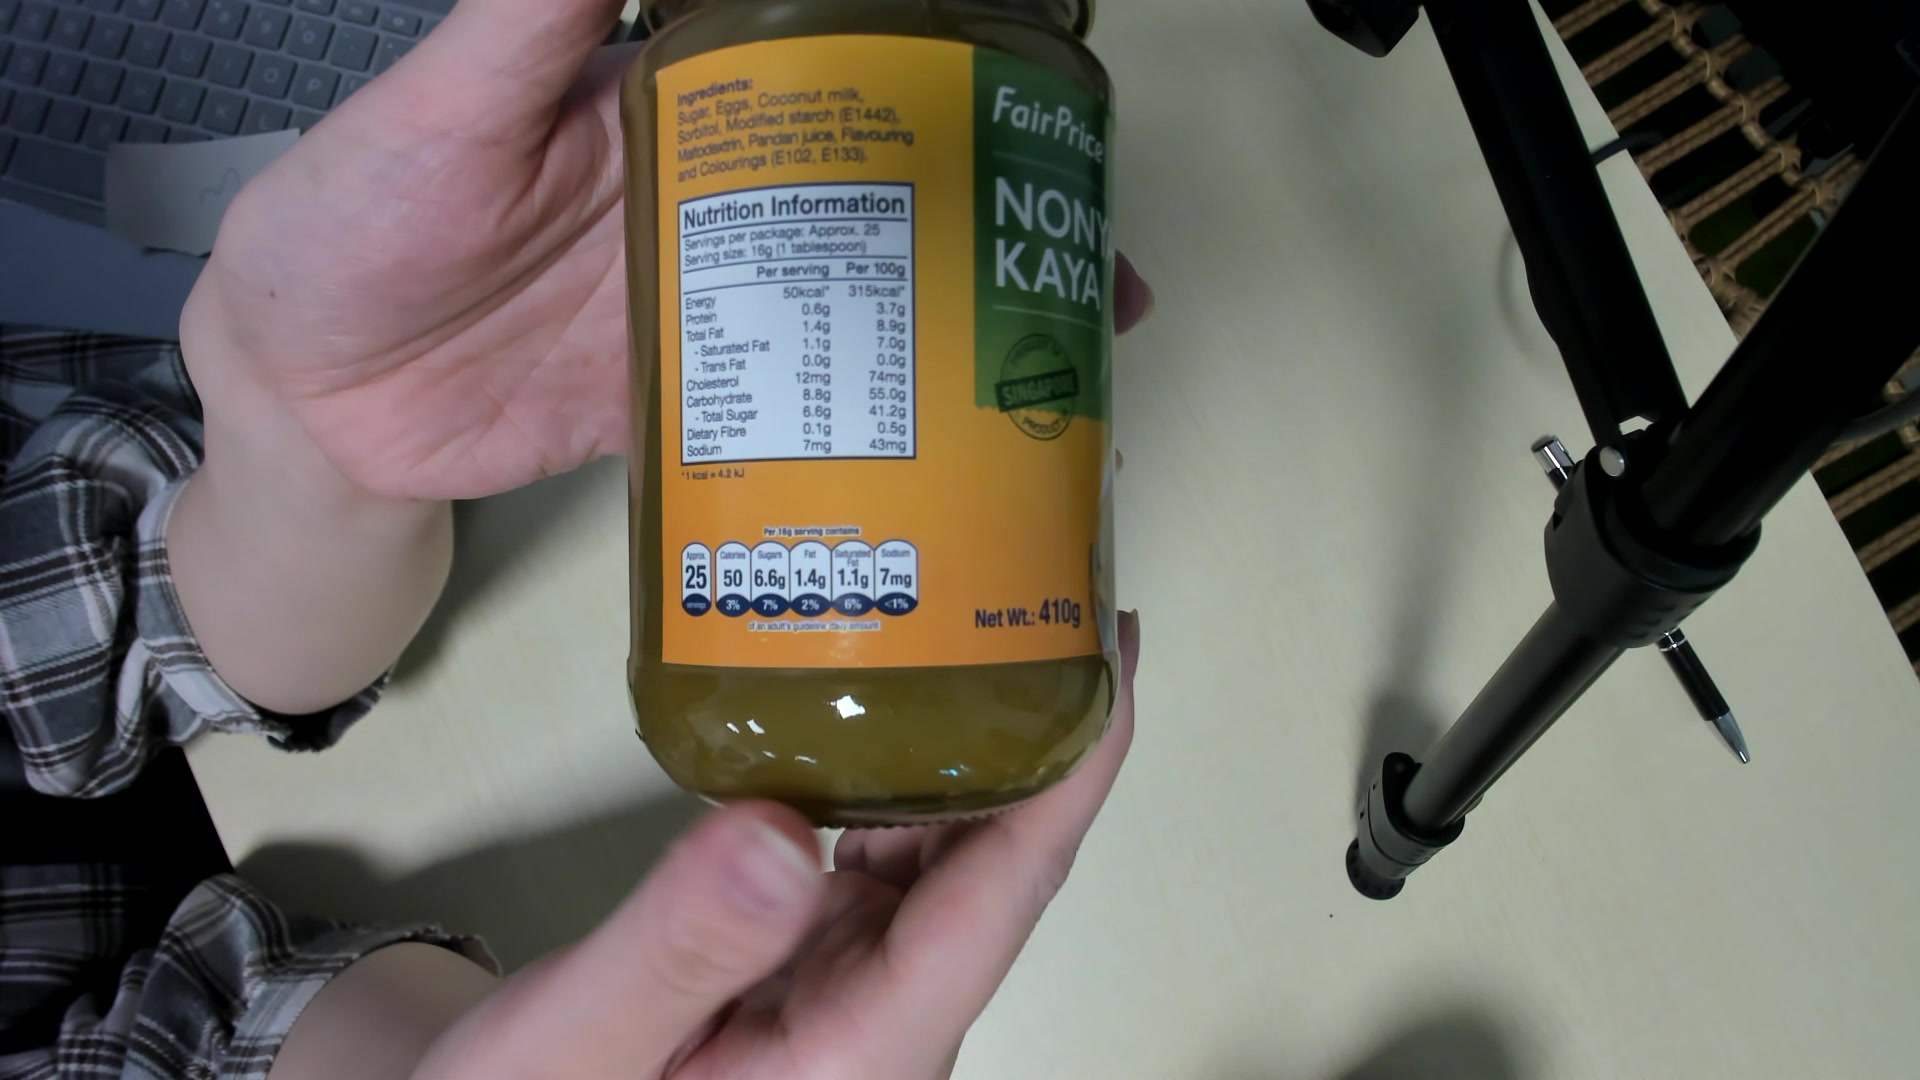 Ingredients:
Sugar, Eggs, Coconut milk,
Sorbitol, Modified starch (E1442),
Maltodextrin, Pandan juice, Flavouring
and Colourings (E102, E133).
Nutrition Information
Servings per package: Approx. 25
Serving size: 16g (1 tablespoon)
Per serving Per 100g
Energy 50kcal* 315kcal*
Protein 0.6g 3.7g
Total Fat 1.4g 8.9g
- Saturated Fat 1.1g 7.0g
- Trans Fat 0.0g 0.0g
Cholesterol 12mg 74mg
Carbohydrate 8.8g 55.0g
- Total Sugar 6.6g 41.2g
Dietary Fibre 0.1g 0.5g
Sodium 7mg 43mg
*1 kcal = 4.2 kJ
Per 16g serving contains
Approx. Calories Sugars Fat Saturated Fat Sodium
25 50 6.6g 1.4g 1.1g 7mg
servings 3% 7% 2% 6% <1%
of an adult's guideline daily amount
FairPrice
NONY
KAYA
SINGAPORE
PRODUCT
Net Wt.: 410g